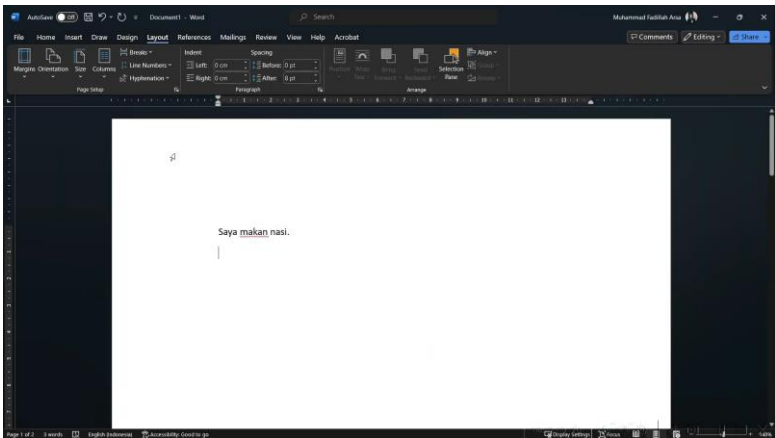 AutoSave Off Document1 - Word Search Muhammad Fadillah Arsa
File Home Insert Draw Design Layout References Mailings Review View Help Acrobat Comments Editing Share
Breaks Indent Spacing Align
Margins Orientation Size Columns Line Numbers Left: 0 cm Before: 0 pt Position Wrap Text Bring Forward Send Backward Selection Pane Group
Hyphenation Right: 0 cm After: 8 pt
Page Setup Paragraph Arrange
Saya makan nasi.
Page 1 of 2 3 words English (Indonesia) Accessibility: Good to go Display Settings Focus